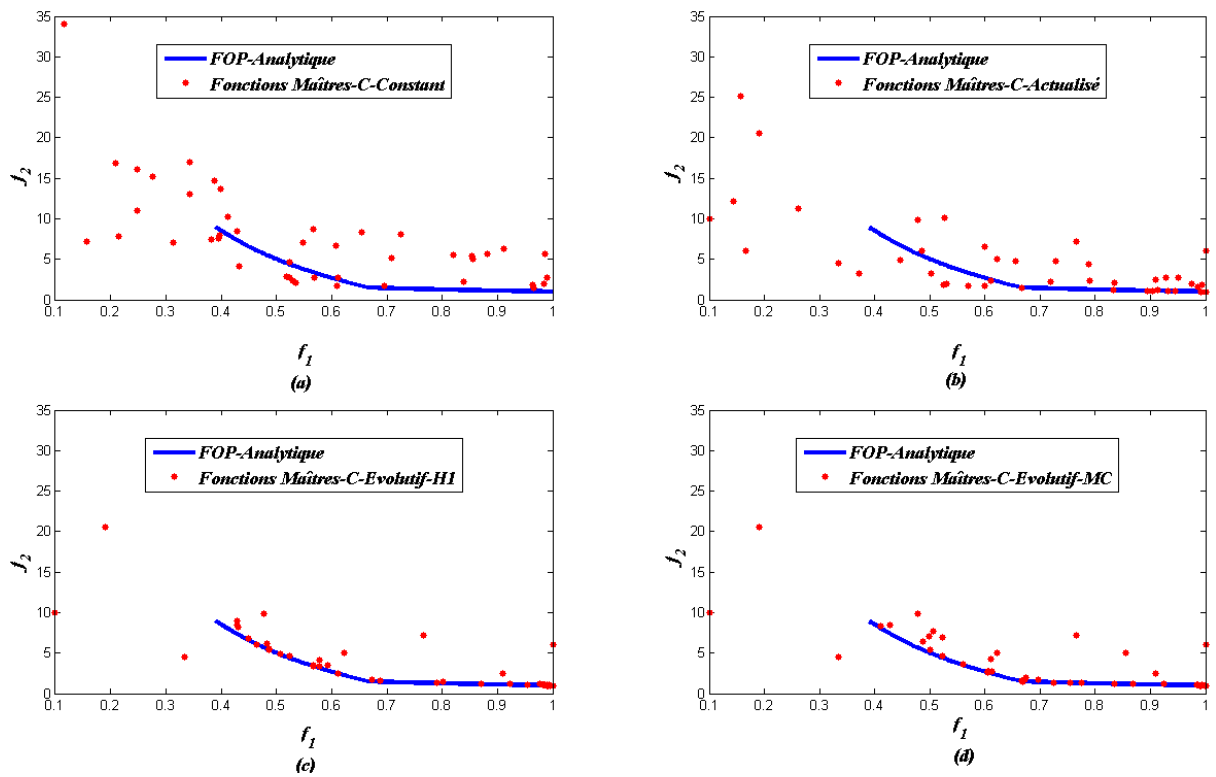 35
30
25
20
15
10
5
0
0.1 0.2 0.3 0.4 0.5 0.6 0.7 0.8 0.9 1
f2
f1
(a)
FOP-Analytique
Fonctions Maîtres-C-Constant
35
30
25
20
15
10
5
0
0.1 0.2 0.3 0.4 0.5 0.6 0.7 0.8 0.9 1
f2
f1
(b)
FOP-Analytique
Fonctions Maîtres-C-Actualisé
35
30
25
20
15
10
5
0
0.1 0.2 0.3 0.4 0.5 0.6 0.7 0.8 0.9 1
f2
f1
(c)
FOP-Analytique
Fonctions Maîtres-C-Evolutif-H1
35
30
25
20
15
10
5
0
0.1 0.2 0.3 0.4 0.5 0.6 0.7 0.8 0.9 1
f2
f1
(d)
FOP-Analytique
Fonctions Maîtres-C-Evolutif-MC